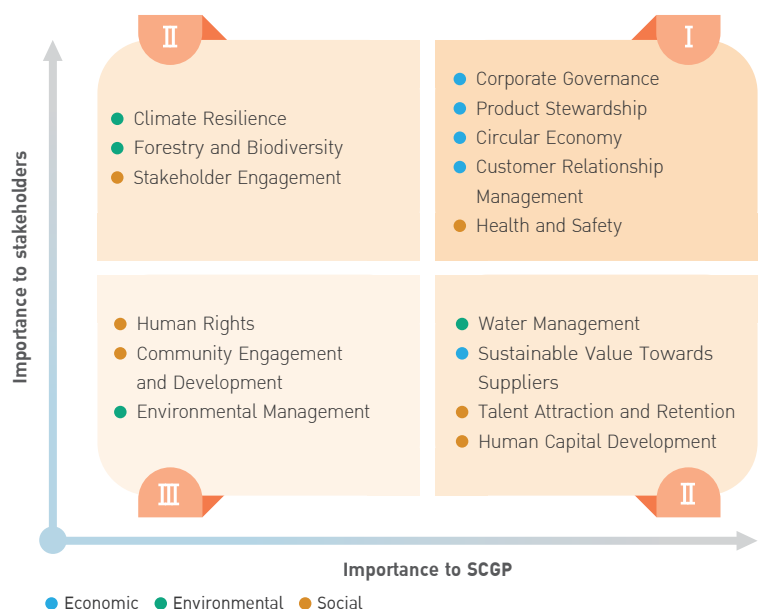 II
I
Climate Resilience
Forestry and Biodiversity
Stakeholder Engagement
Corporate Governance
Product Stewardship
Circular Economy
Customer Relationship
Management
Health and Safety
Importance to stakeholders
Human Rights
Community Engagement
and Development
Environmental Management
Water Management
Sustainable Value Towards
Suppliers
Talent Attraction and Retention
Human Capital Development
III
II
Importance to SCGP
Economic Environmental Social